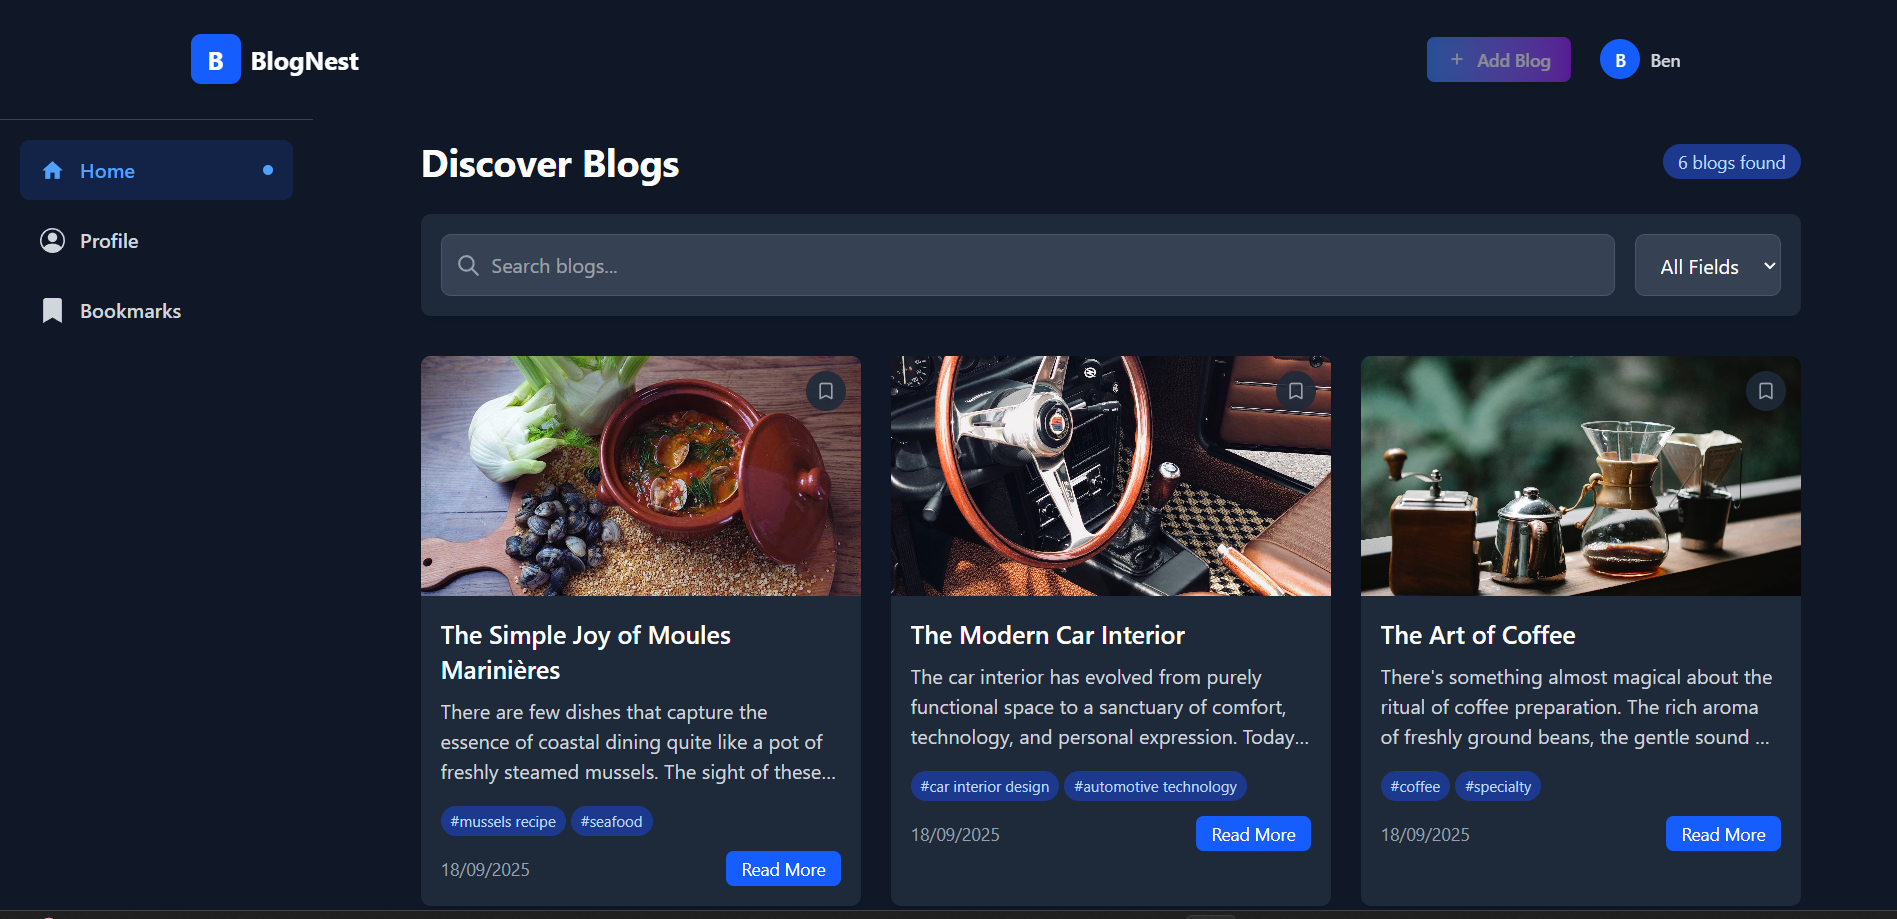 B BlogNest
+ Add Blog
B Ben
Home
Profile
Bookmarks
Discover Blogs
6 blogs found
Search blogs...
All Fields
The Simple Joy of Moules
Marinières
There are few dishes that capture the
essence of coastal dining quite like a pot of
freshly steamed mussels. The sight of these...
#mussels recipe #seafood
18/09/2025
Read More
The Modern Car Interior
The car interior has evolved from purely
functional space to a sanctuary of comfort,
technology, and personal expression. Today...
#car interior design #automotive technology
18/09/2025
Read More
The Art of Coffee
There's something almost magical about the
ritual of coffee preparation. The rich aroma
of freshly ground beans, the gentle sound ...
#coffee #specialty
18/09/2025
Read More